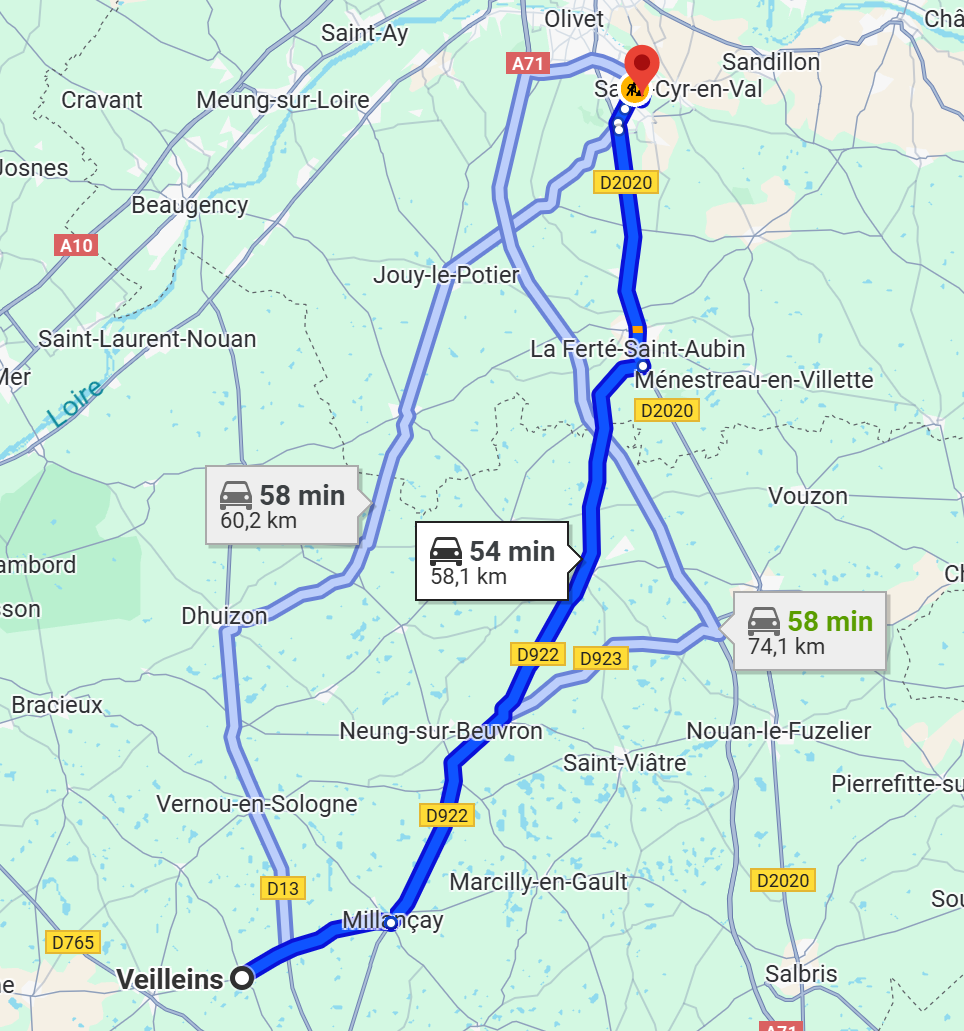 Olivet
Saint-Ay
Châ
A71
Sandillon
Cyr-en-Val
Cravant
Meung-sur-Loire
Josnes
D2020
Beaugency
A10
Jouy-le-Potier
Saint-Laurent-Nouan
La Ferté-Saint-Aubin
Mer
Ménestreau-en-Villette
Loire
D2020
58 min
60,2 km
Vouzon
54 min
58,1 km
ambord
Ch
sson
Dhuizon
58 min
74,1 km
D922
D923
Bracieux
Neung-sur-Beuvron
Nouan-le-Fuzelier
Saint-Viâtre
Pierrefitte-su
Vernou-en-Sologne
D922
D13
Marcilly-en-Gault
D2020
Sou
Millançay
D765
Veilleins
Salbris
ne
A71